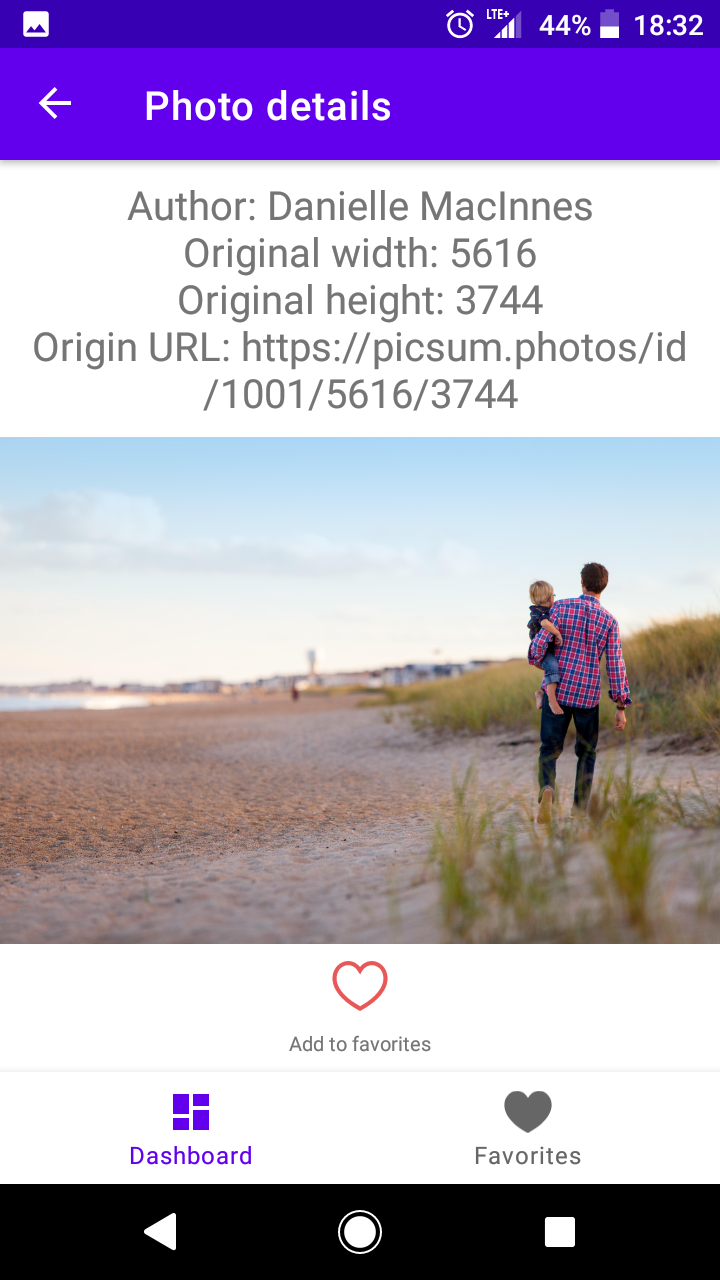 LTE+ 44% 18:32
Photo details
Author: Danielle MacInnes
Original width: 5616
Original height: 3744
Origin URL: https://picsum.photos/id
/1001/5616/3744
Add to favorites
Dashboard Favorites